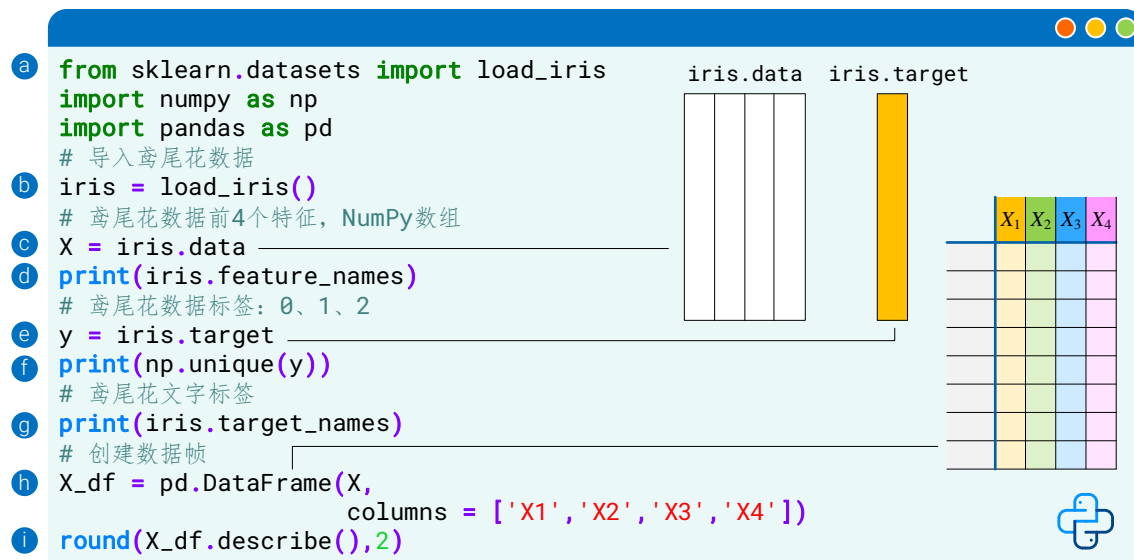 iris.data iris.target
a from sklearn.datasets import load_iris
import numpy as np
import pandas as pd
# 导入鸢尾花数据
b iris = load_iris()
# 鸢尾花数据前4个特征，NumPy数组
c X = iris.data
d print(iris.feature_names)
# 鸢尾花数据标签：0、1、2
e y = iris.target
f print(np.unique(y))
# 鸢尾花文字标签
g print(iris.target_names)
# 创建数据帧
h X_df = pd.DataFrame(X,
columns = ['X1','X2','X3','X4'])
i round(X_df.describe(),2)
X1 X2 X3 X4